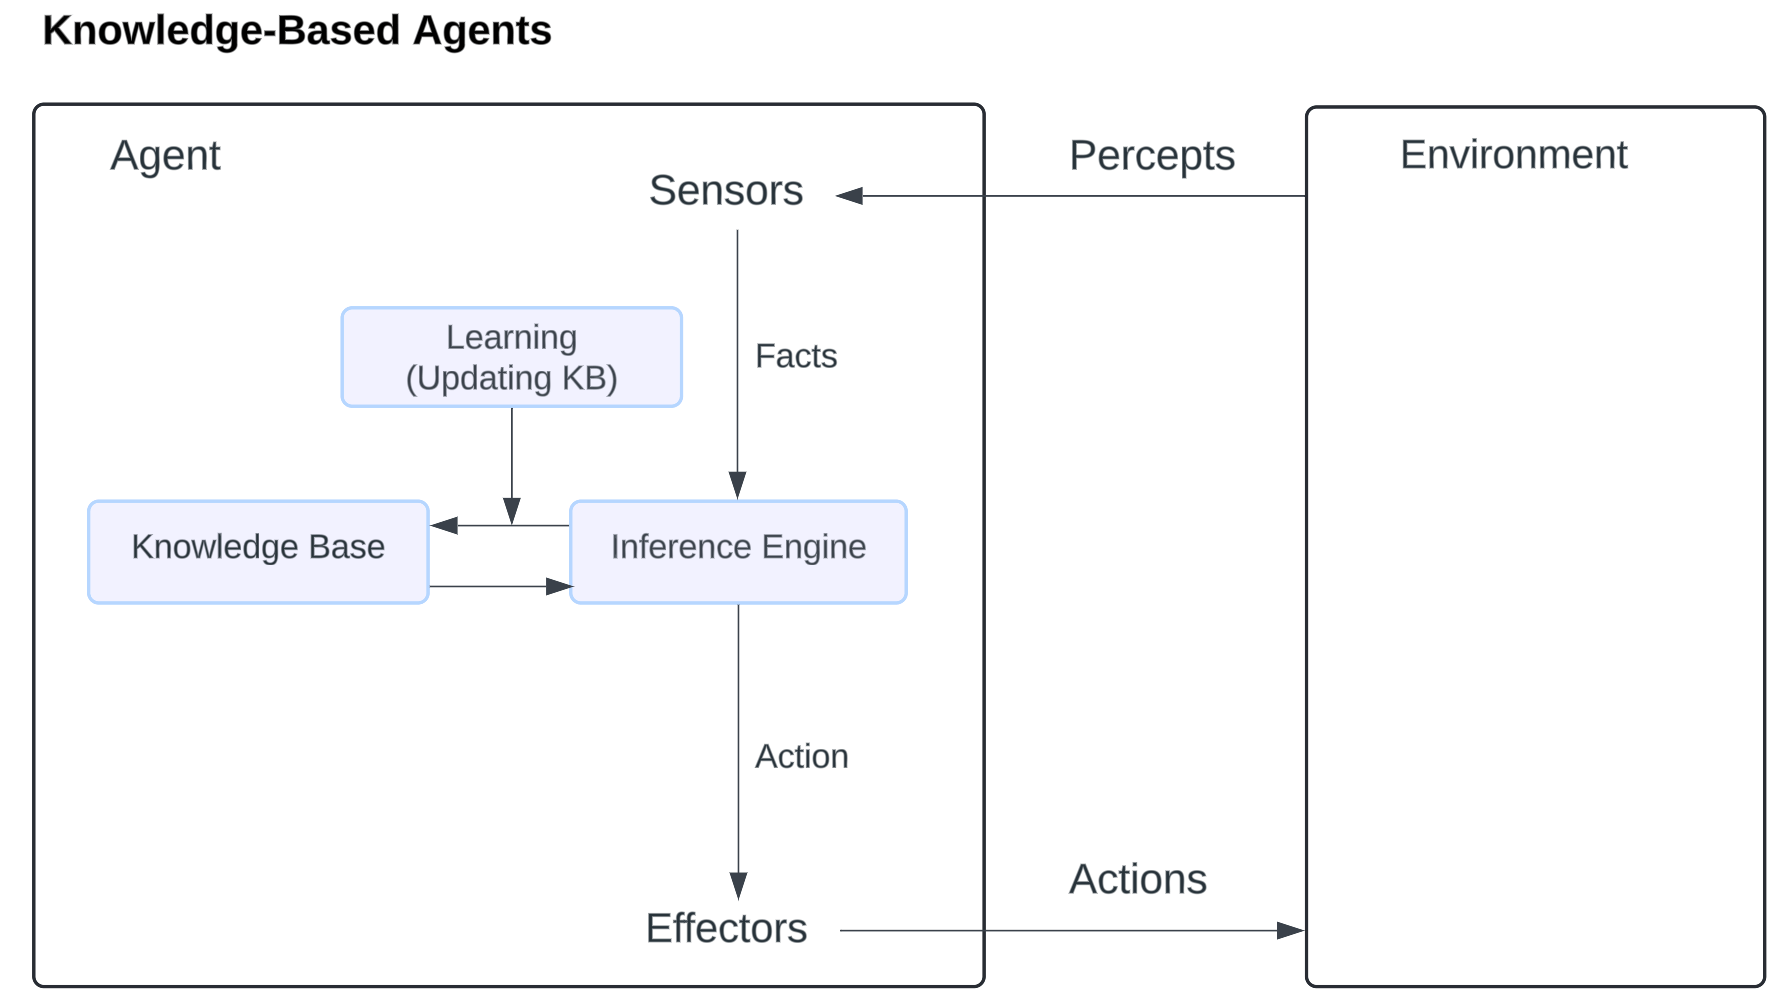 Knowledge-Based Agents
Agent
Percepts
Environment
Sensors
Learning
(Updating KB)
Facts
Knowledge Base
Inference Engine
Action
Actions
Effectors